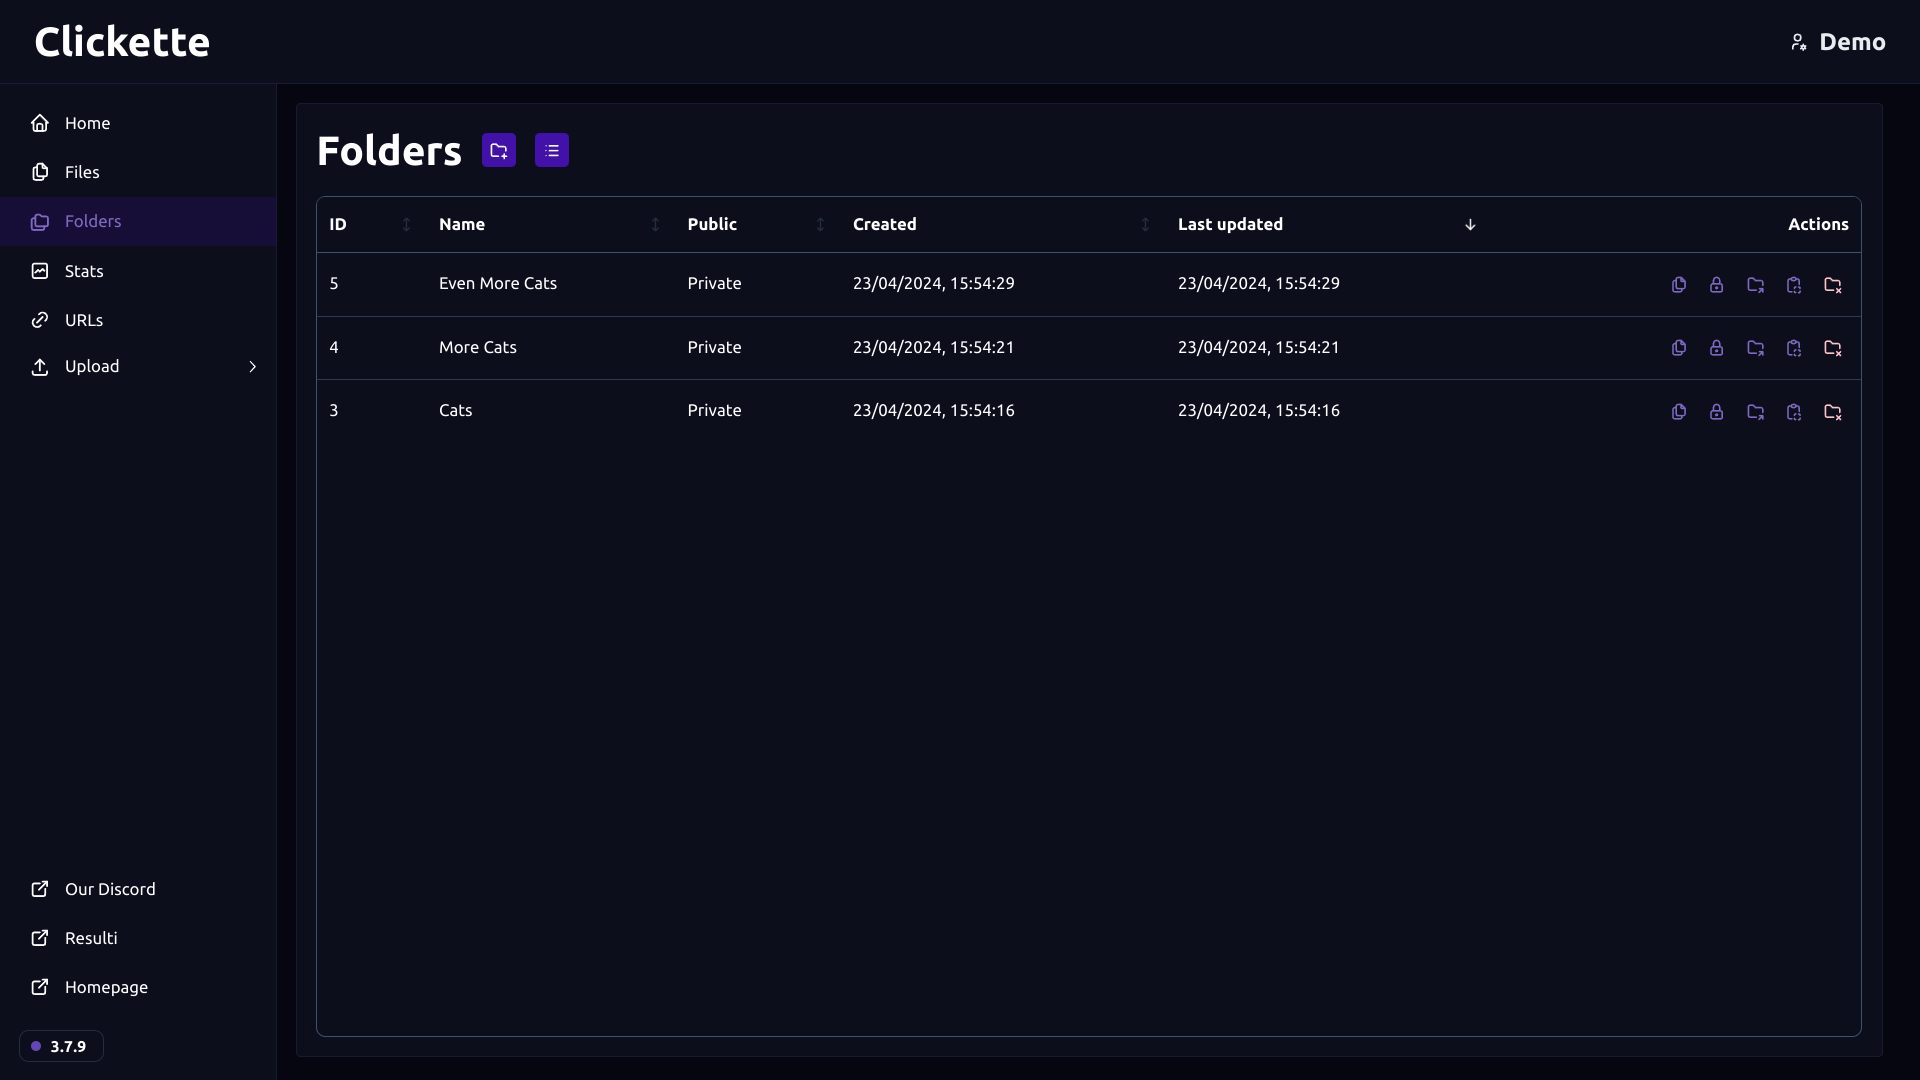 Clickette
Demo
Home
Files
Folders
Stats
URLs
Upload
Our Discord
Resulti
Homepage
3.7.9
Folders
ID Name Public Created Last updated Actions
5 Even More Cats Private 23/04/2024, 15:54:29 23/04/2024, 15:54:29
4 More Cats Private 23/04/2024, 15:54:21 23/04/2024, 15:54:21
3 Cats Private 23/04/2024, 15:54:16 23/04/2024, 15:54:16